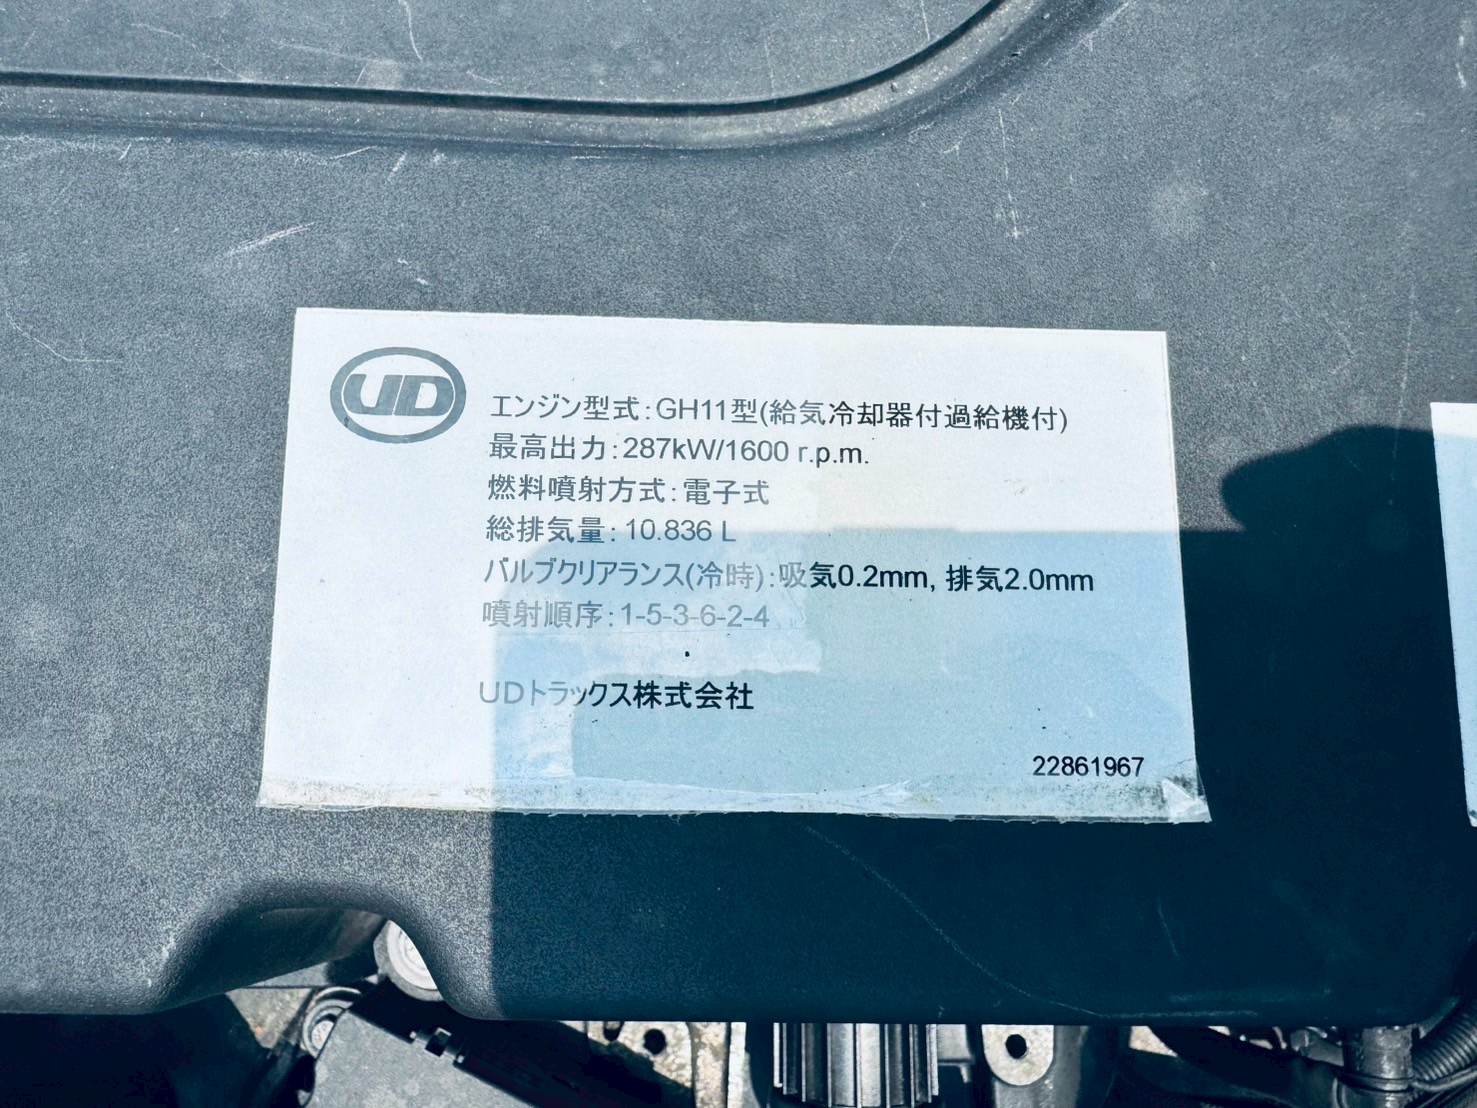 UD
エンジン型式:GH11型(給気冷却器付過給機付)
最高出力:287kW/1600 r.p.m.
燃料噴射方式:電子式
総排気量:10.836 L
バルブクリアランス(冷時):吸気0.2mm, 排気2.0mm
噴射順序:1-5-3-6-2-4
UDトラックス株式会社
22861967